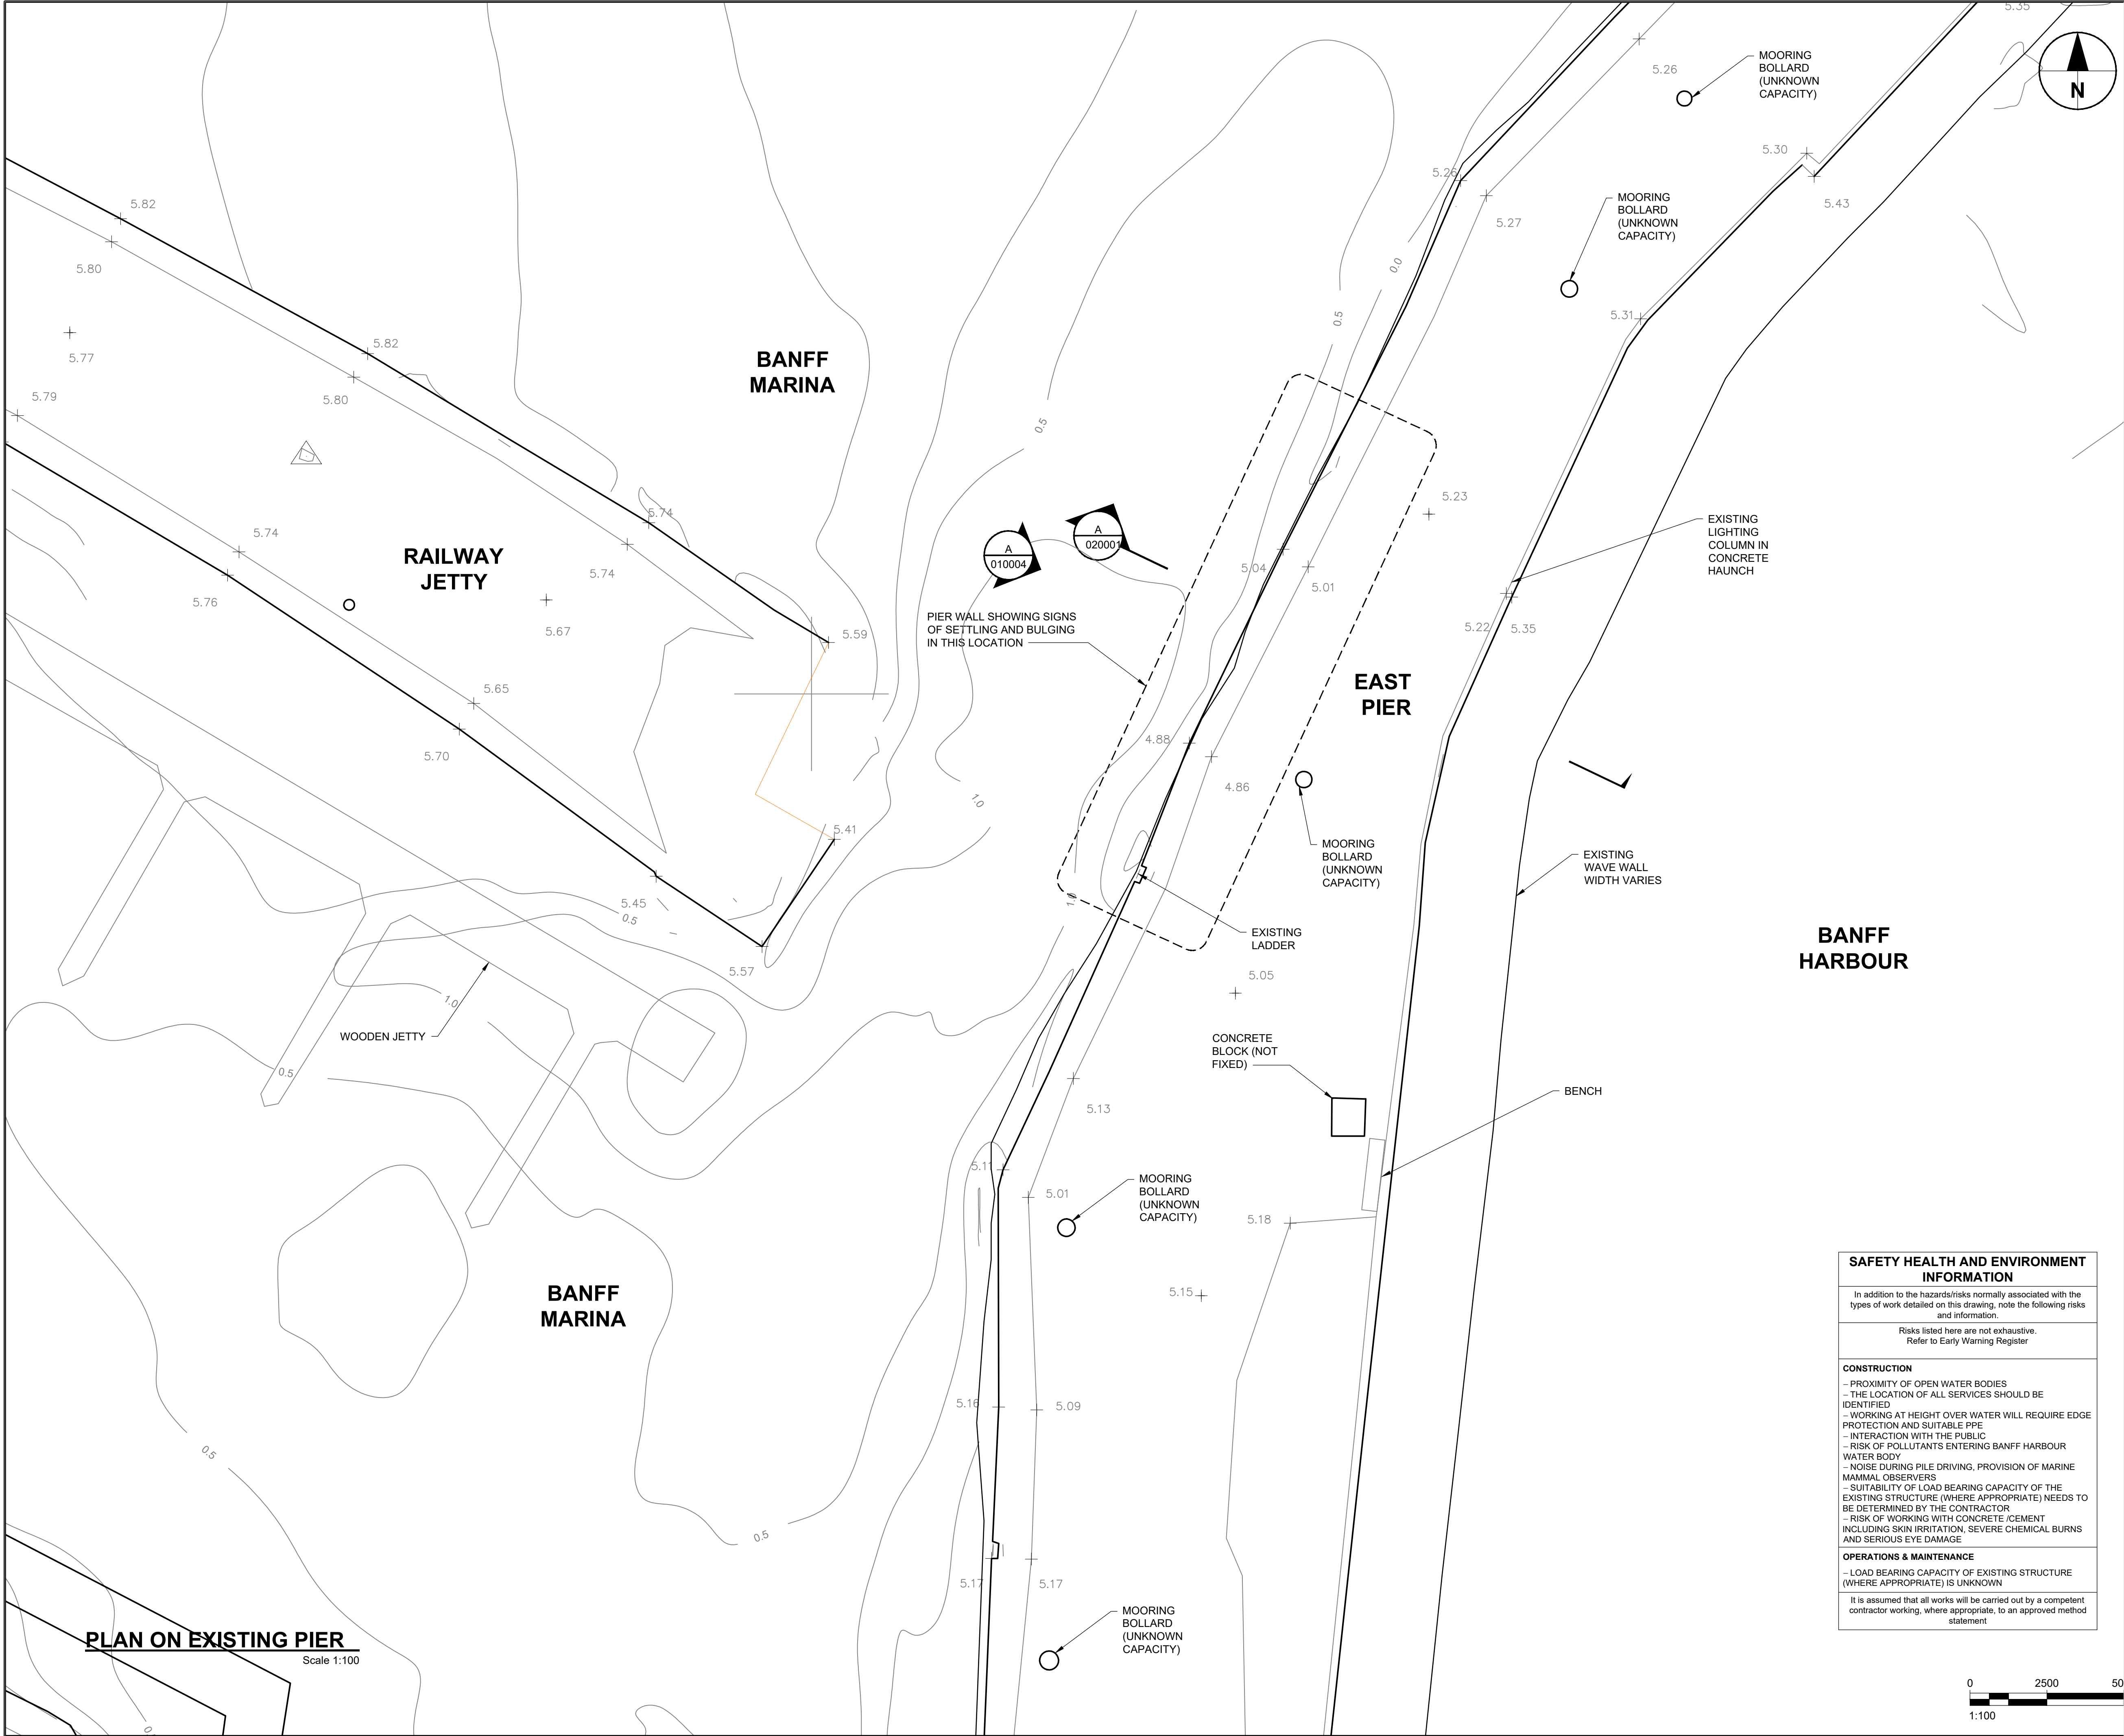 5.35
5.26
MOORING
BOLLARD
(UNKNOWN
CAPACITY)
N
5.30
5.26
5.27
MOORING
BOLLARD
(UNKNOWN
CAPACITY)
5.43
5.82
5.80
0.0
0.5
5.31
5.77
5.82
5.80
5.79
BANFF
MARINA
0.5
5.23
5.74
5.74
5.74
RAILWAY
JETTY
A
010004
A
020001
EXISTING
LIGHTING
COLUMN IN
CONCRETE
HAUNCH
5.04
5.01
5.76
5.67
5.59
PIER WALL SHOWING SIGNS
OF SETTLING AND BULGING
IN THIS LOCATION
5.22
5.35
5.65
EAST
PIER
5.70
4.88
4.86
1.0
5.41
MOORING
BOLLARD
(UNKNOWN
CAPACITY)
EXISTING
WAVE WALL
WIDTH VARIES
5.45
0.5
1.0
EXISTING
LADDER
BANFF
HARBOUR
5.57
5.05
1.0
WOODEN JETTY
CONCRETE
BLOCK (NOT
FIXED)
0.5
BENCH
5.13
5.11
5.01
MOORING
BOLLARD
(UNKNOWN
CAPACITY)
5.18
5.15
BANFF
MARINA
5.16
5.09
0.5
0.5
5.17
5.17
MOORING
BOLLARD
(UNKNOWN
CAPACITY)
PLAN ON EXISTING PIER
Scale 1:100
SAFETY HEALTH AND ENVIRONMENT
INFORMATION
In addition to the hazards/risks normally associated with the
types of work detailed on this drawing, note the following risks
and information.
Risks listed here are not exhaustive.
Refer to Early Warning Register
CONSTRUCTION
– PROXIMITY OF OPEN WATER BODIES
– THE LOCATION OF ALL SERVICES SHOULD BE
IDENTIFIED
– WORKING AT HEIGHT OVER WATER WILL REQUIRE EDGE
PROTECTION AND SUITABLE PPE
– INTERACTION WITH THE PUBLIC
– RISK OF POLLUTANTS ENTERING BANFF HARBOUR
WATER BODY
– NOISE DURING PILE DRIVING, PROVISION OF MARINE
MAMMAL OBSERVERS
– SUITABILITY OF LOAD BEARING CAPACITY OF THE
EXISTING STRUCTURE (WHERE APPROPRIATE) NEEDS TO
BE DETERMINED BY THE CONTRACTOR
– RISK OF WORKING WITH CONCRETE /CEMENT
INCLUDING SKIN IRRITATION, SEVERE CHEMICAL BURNS
AND SERIOUS EYE DAMAGE
OPERATIONS & MAINTENANCE
– LOAD BEARING CAPACITY OF EXISTING STRUCTURE
(WHERE APPROPRIATE) IS UNKNOWN
It is assumed that all works will be carried out by a competent
contractor working, where appropriate, to an approved method
statement
0 2500 50
1:100